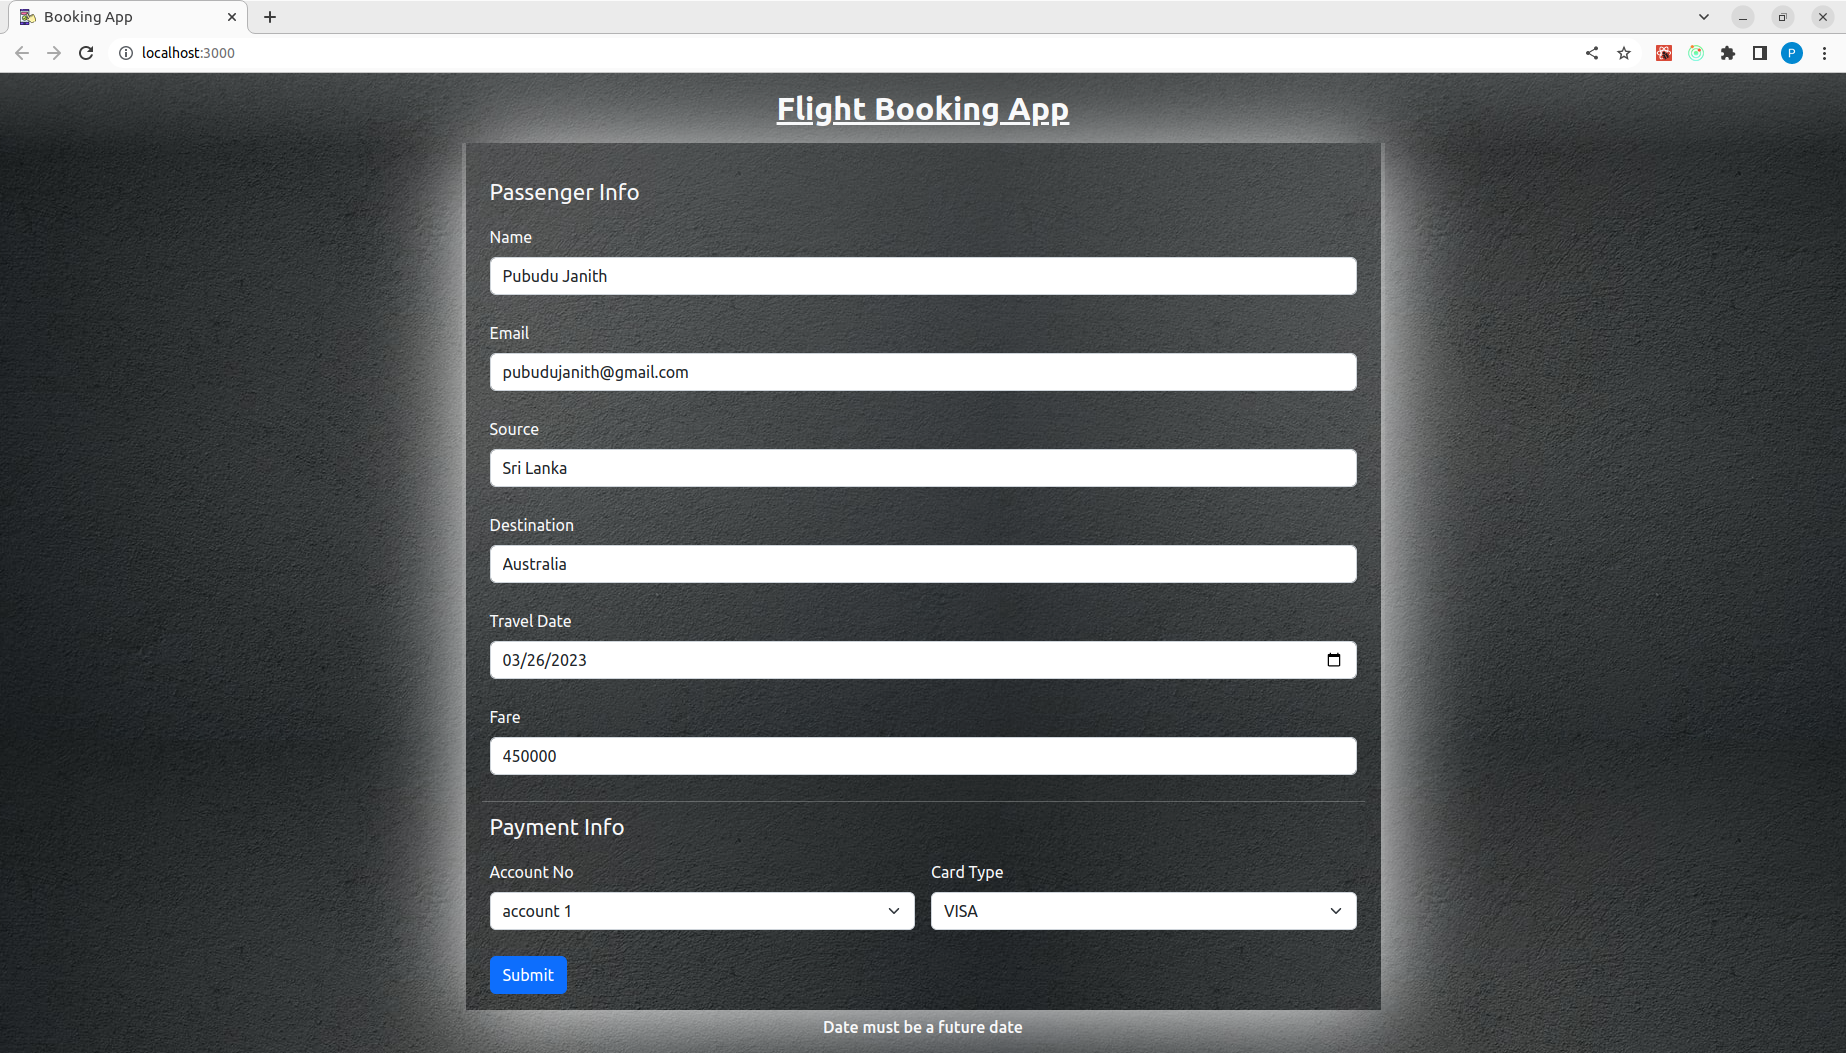 Booking App
localhost:3000
P
Flight Booking App
Passenger Info
Name
Pubudu Janith
Email
pubudujanith@gmail.com
Source
Sri Lanka
Destination
Australia
Travel Date
03/26/2023
Fare
450000
Payment Info
Account No
Card Type
account 1
VISA
Submit
Date must be a future date